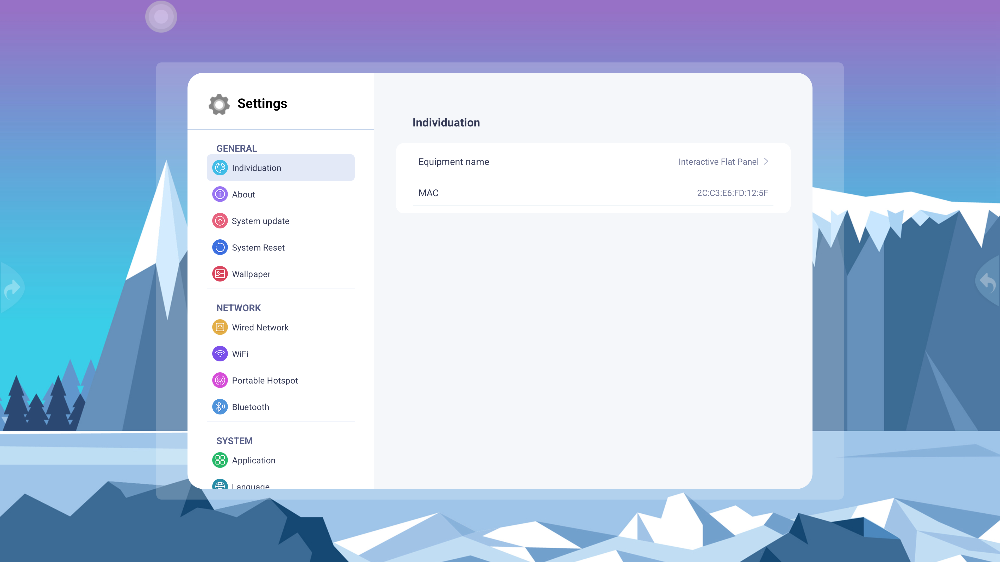 Settings
GENERAL
Individuation
About
System update
System Reset
Wallpaper
NETWORK
Wired Network
WiFi
Portable Hotspot
Bluetooth
SYSTEM
Application
Language
Individuation
Equipment name Interactive Flat Panel
MAC 2C:C3:E6:FD:12:5F